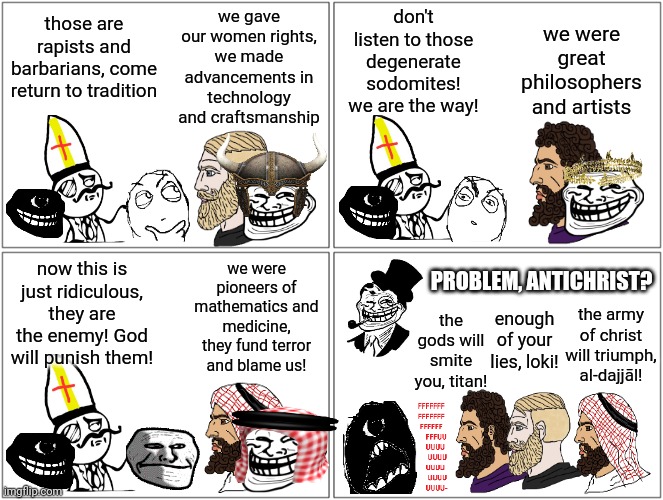 those are
rapists and
barbarians, come
return to tradition
we gave
our women rights,
we made
advancements in
technology
and craftsmanship
don't
listen to those
degenerate
sodomites!
we are the way!
we were
great
philosophers
and artists
now this is
just ridiculous,
they are
the enemy! God
will punish them!
we were
pioneers of
mathematics and
medicine,
they fund terror
and blame us!
PROBLEM, ANTICHRIST?
the
gods will
smite
you, titan!
enough
of your
lies, loki!
the army
of christ
will triumph,
al-dajjāl!
FFFFFFF
FFFFFFF
FFFFFF
FFFUU
UUUU
UUUU
UUUU
UUUU
UUUU-
imgflip.com